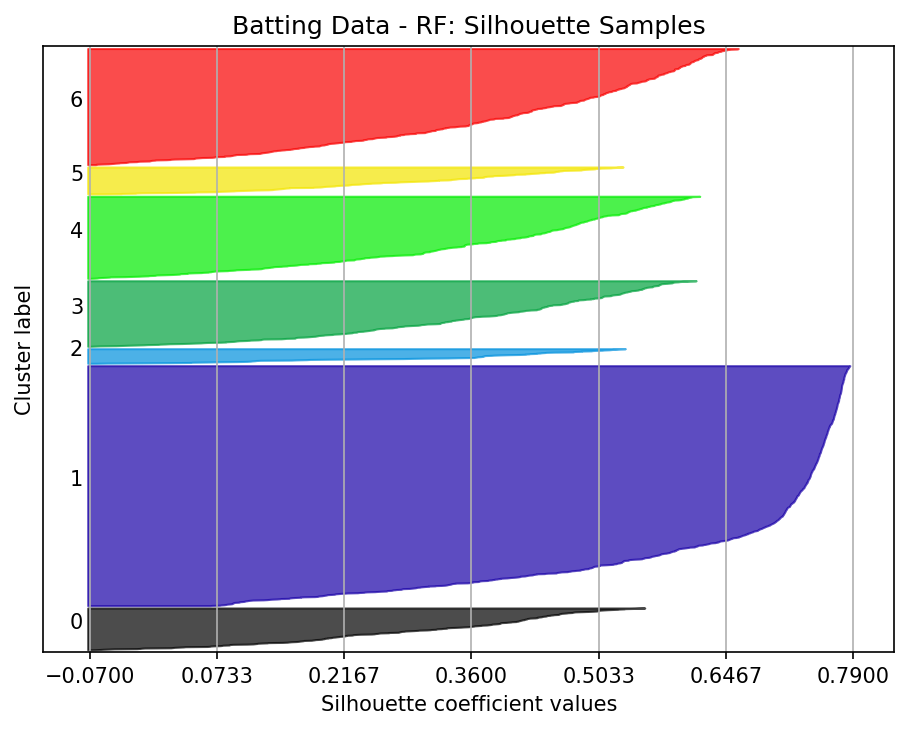 Batting Data - RF: Silhouette Samples
6
5
4
3
2
1
0
Cluster label
−0.0700 0.0733 0.2167 0.3600 0.5033 0.6467 0.7900
Silhouette coefficient values